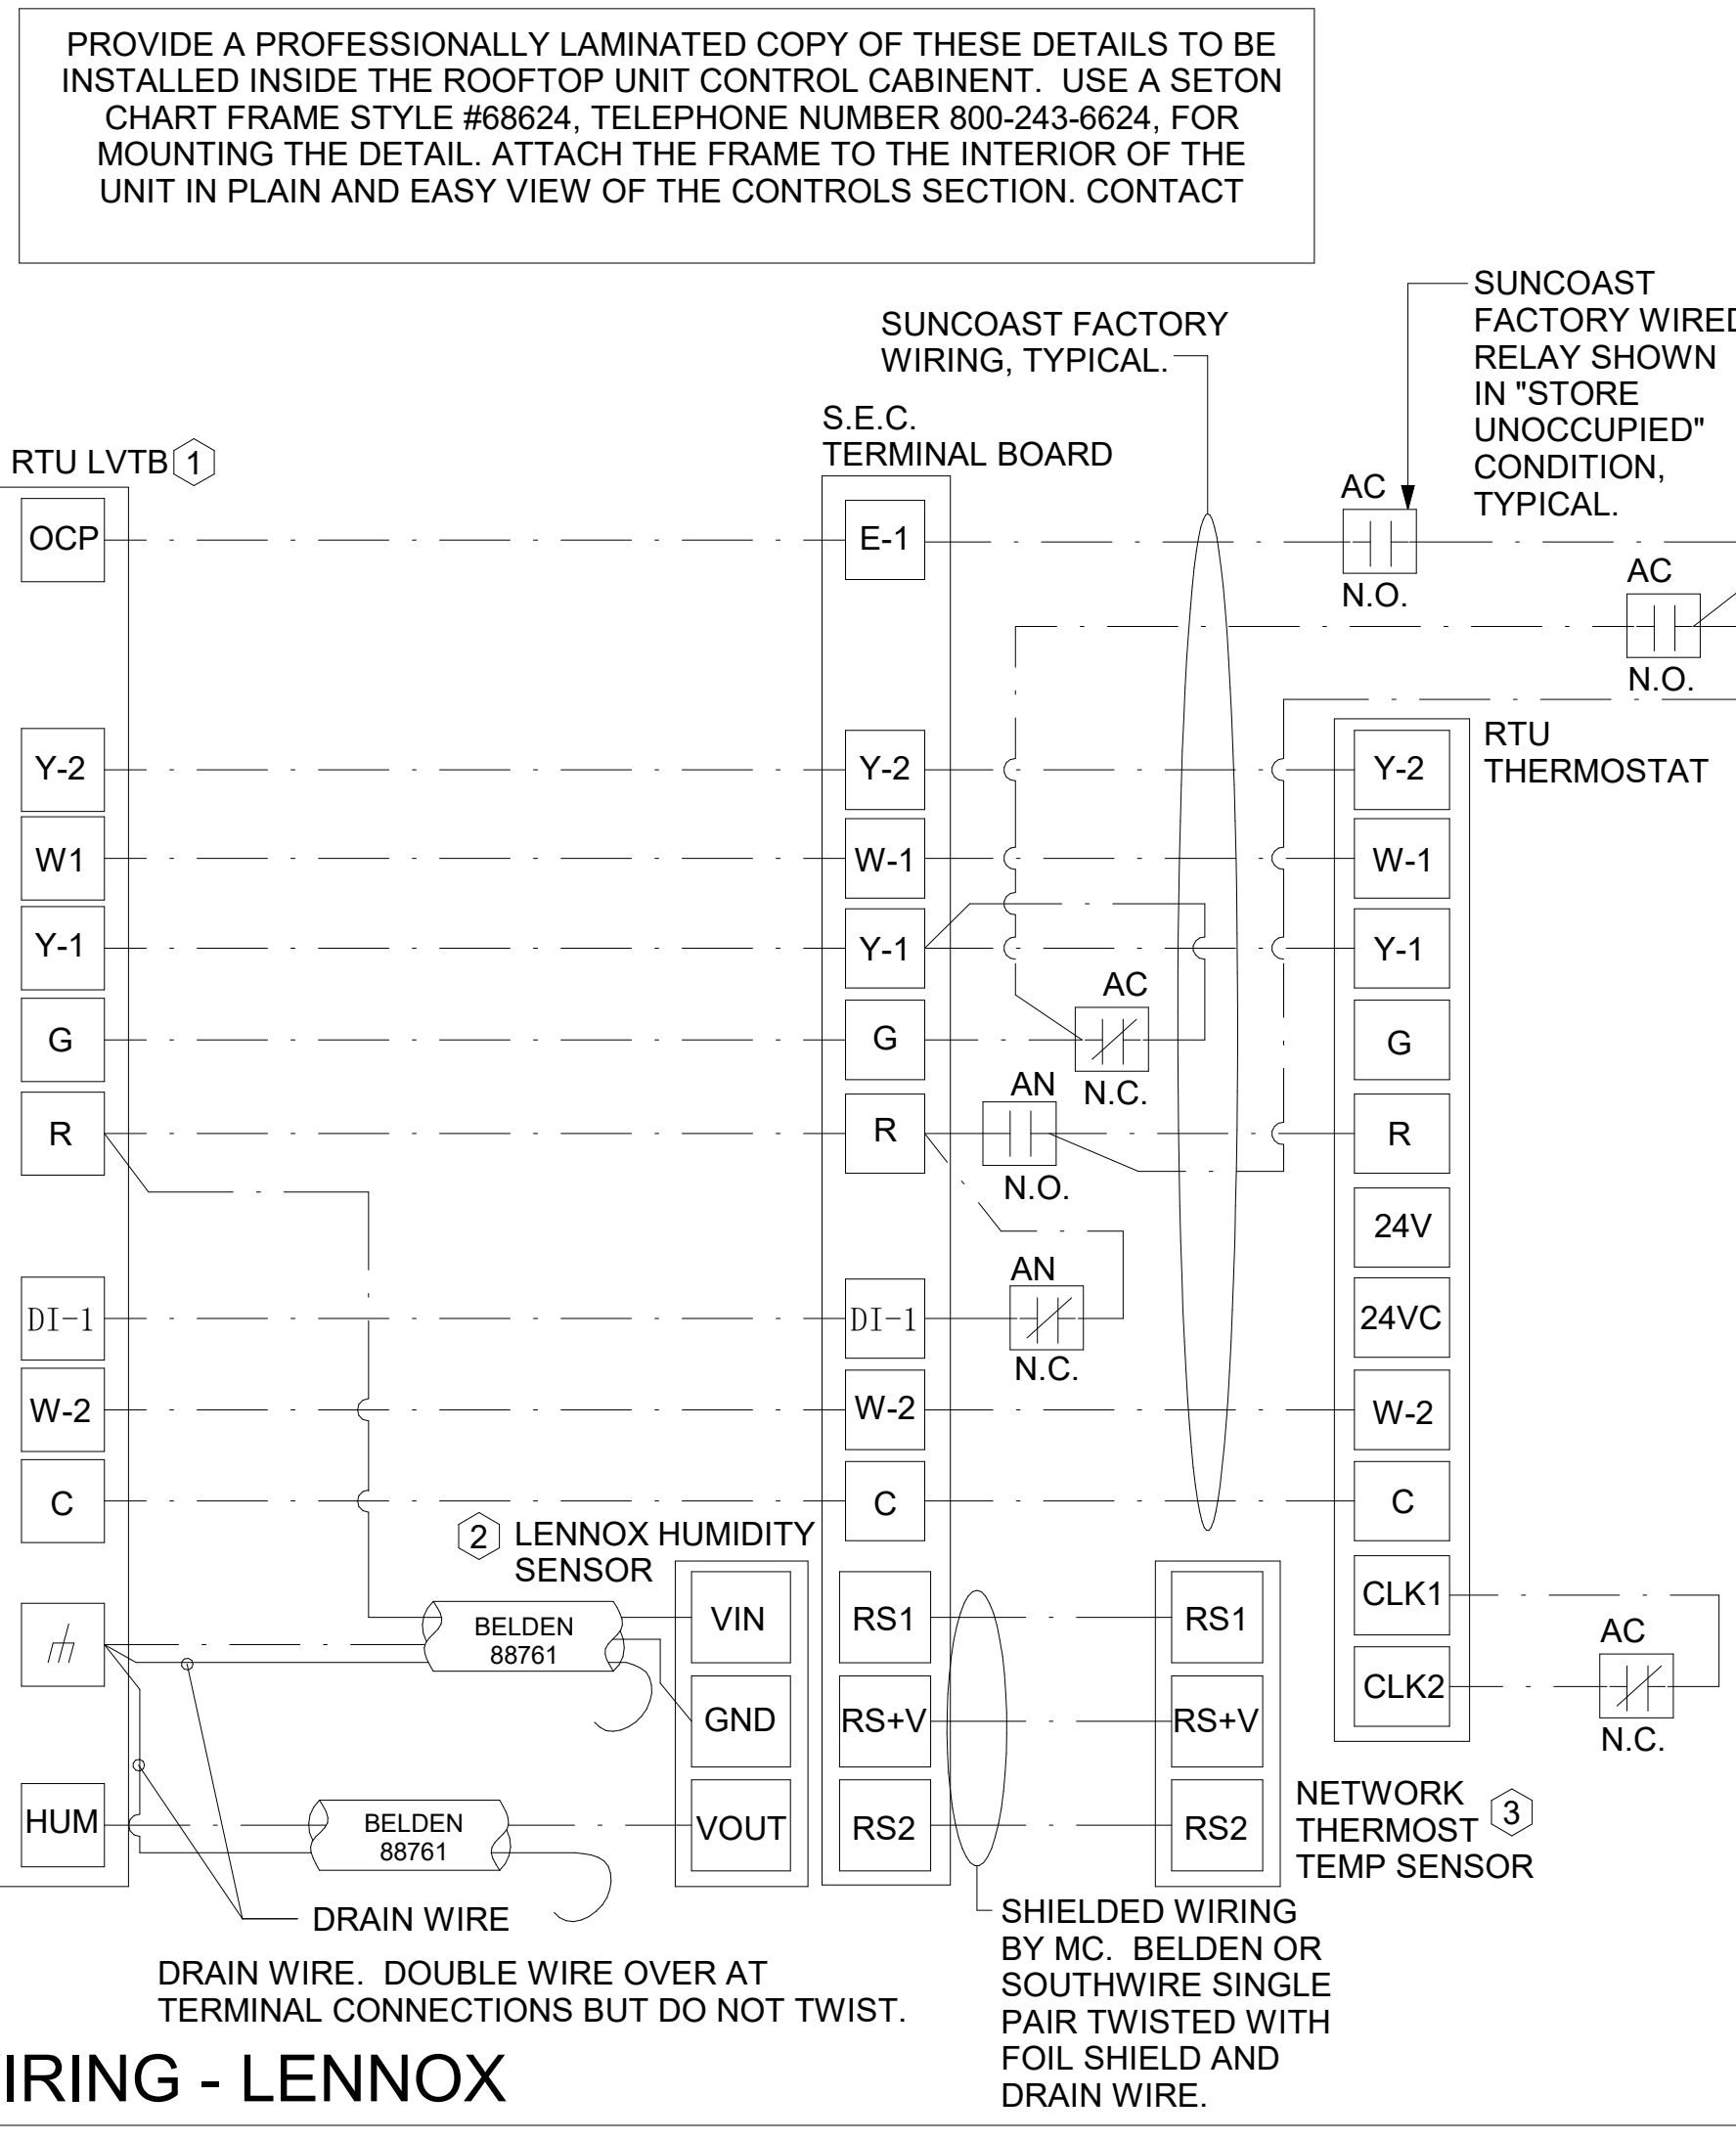 PROVIDE A PROFESSIONALLY LAMINATED COPY OF THESE DETAILS TO BE
INSTALLED INSIDE THE ROOFTOP UNIT CONTROL CABINENT. USE A SETON
CHART FRAME STYLE #68624, TELEPHONE NUMBER 800-243-6624, FOR
MOUNTING THE DETAIL. ATTACH THE FRAME TO THE INTERIOR OF THE
UNIT IN PLAIN AND EASY VIEW OF THE CONTROLS SECTION. CONTACT
SUNCOAST
FACTORY WIRED
RELAY SHOWN
IN "STORE
UNOCCUPIED"
CONDITION,
TYPICAL.
SUNCOAST FACTORY
WIRING, TYPICAL.
S.E.C.
TERMINAL BOARD
RTU LVTB 1
OCP
Y-2
W1
Y-1
G
R
DI-1
W-2
C
HUM
E-1
Y-2
W-1
Y-1
G
R
DI-1
W-2
C
RS1
RS+V
RS2
AC
N.O.
AC
N.O.
AC
N.C.
AN
N.O.
AN
N.C.
RTU
THERMOSTAT
Y-2
W-1
Y-1
G
R
24V
24VC
W-2
C
CLK1
CLK2
AC
N.C.
2 LENNOX HUMIDITY
SENSOR
VIN
GND
VOUT
BELDEN
88761
BELDEN
88761
RS1
RS+V
RS2
NETWORK
THERMOST 3
TEMP SENSOR
DRAIN WIRE
DRAIN WIRE. DOUBLE WIRE OVER AT
TERMINAL CONNECTIONS BUT DO NOT TWIST.
SHIELDED WIRING
BY MC. BELDEN OR
SOUTHWIRE SINGLE
PAIR TWISTED WITH
FOIL SHIELD AND
DRAIN WIRE.
IRING - LENNOX